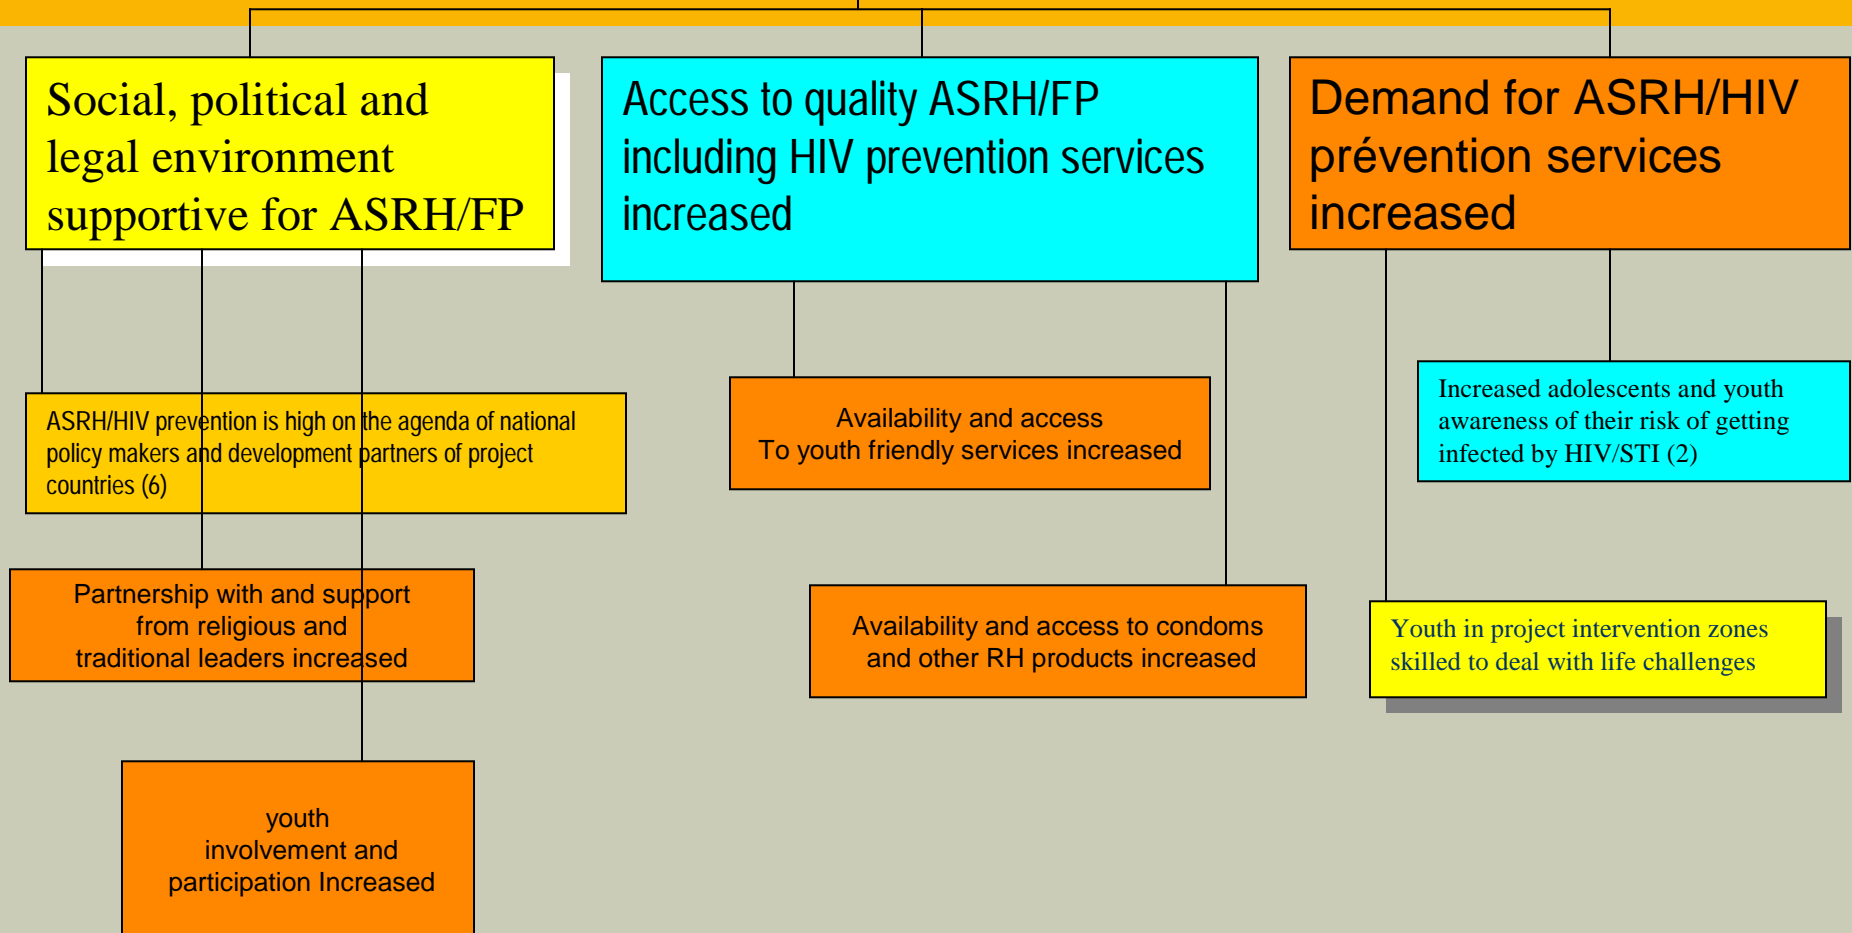 Social, political and
legal environment
supportive for ASRH/FP
Access to quality ASRH/FP
including HIV prevention services
increased
Demand for ASRH/HIV
prévention services
increased
ASRH/HIV prevention is high on the agenda of national
policy makers and development partners of project
countries (6)
Partnership with and support
from religious and
traditional leaders increased
youth
involvement and
participation Increased
Availability and access
To youth friendly services increased
Availability and access to condoms
and other RH products increased
Increased adolescents and youth
awareness of their risk of getting
infected by HIV/STI (2)
Youth in project intervention zones
skilled to deal with life challenges